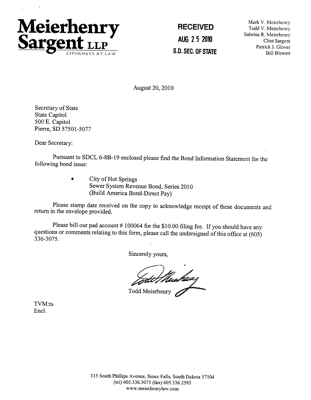 Meierhenry
Sargent LLP
ATTORNEYS AT LAW
RECEIVED
AUG 25 2010
S.D. SEC. OF STATE
Mark V. Meierhenry
Todd V. Meierhenry
Sabrina R. Meierhenry
Clint Sargent
Patrick J. Glover
Bill Blewett
August 20, 2010
Secretary of State
State Capitol
500 E. Capitol
Pierre, SD 57501-5077
Dear Secretary:
Pursuant to SDCL 6-8B-19 enclosed please find the Bond Information Statement for the
following bond issue:
• City of Hot Springs
Sewer System Revenue Bond, Series 2010
(Build America Bond-Direct Pay)
Please stamp date received on the copy to acknowledge receipt of these documents and
return in the envelope provided.
Please bill our pad account # 100064 for the $10.00 filing fee. If you should have any
questions or comments relating to this form, please call the undersigned of this office at (605)
336-3075.
Sincerely yours,
Todd Meierhenry
Todd Meierhenry
TVM:ts
Encl.
315 South Phillips Avenue, Sioux Falls, South Dakota 57104
(tel) 605.336.3075 (fax) 605.336.2593
www.meierhenrylaw.com